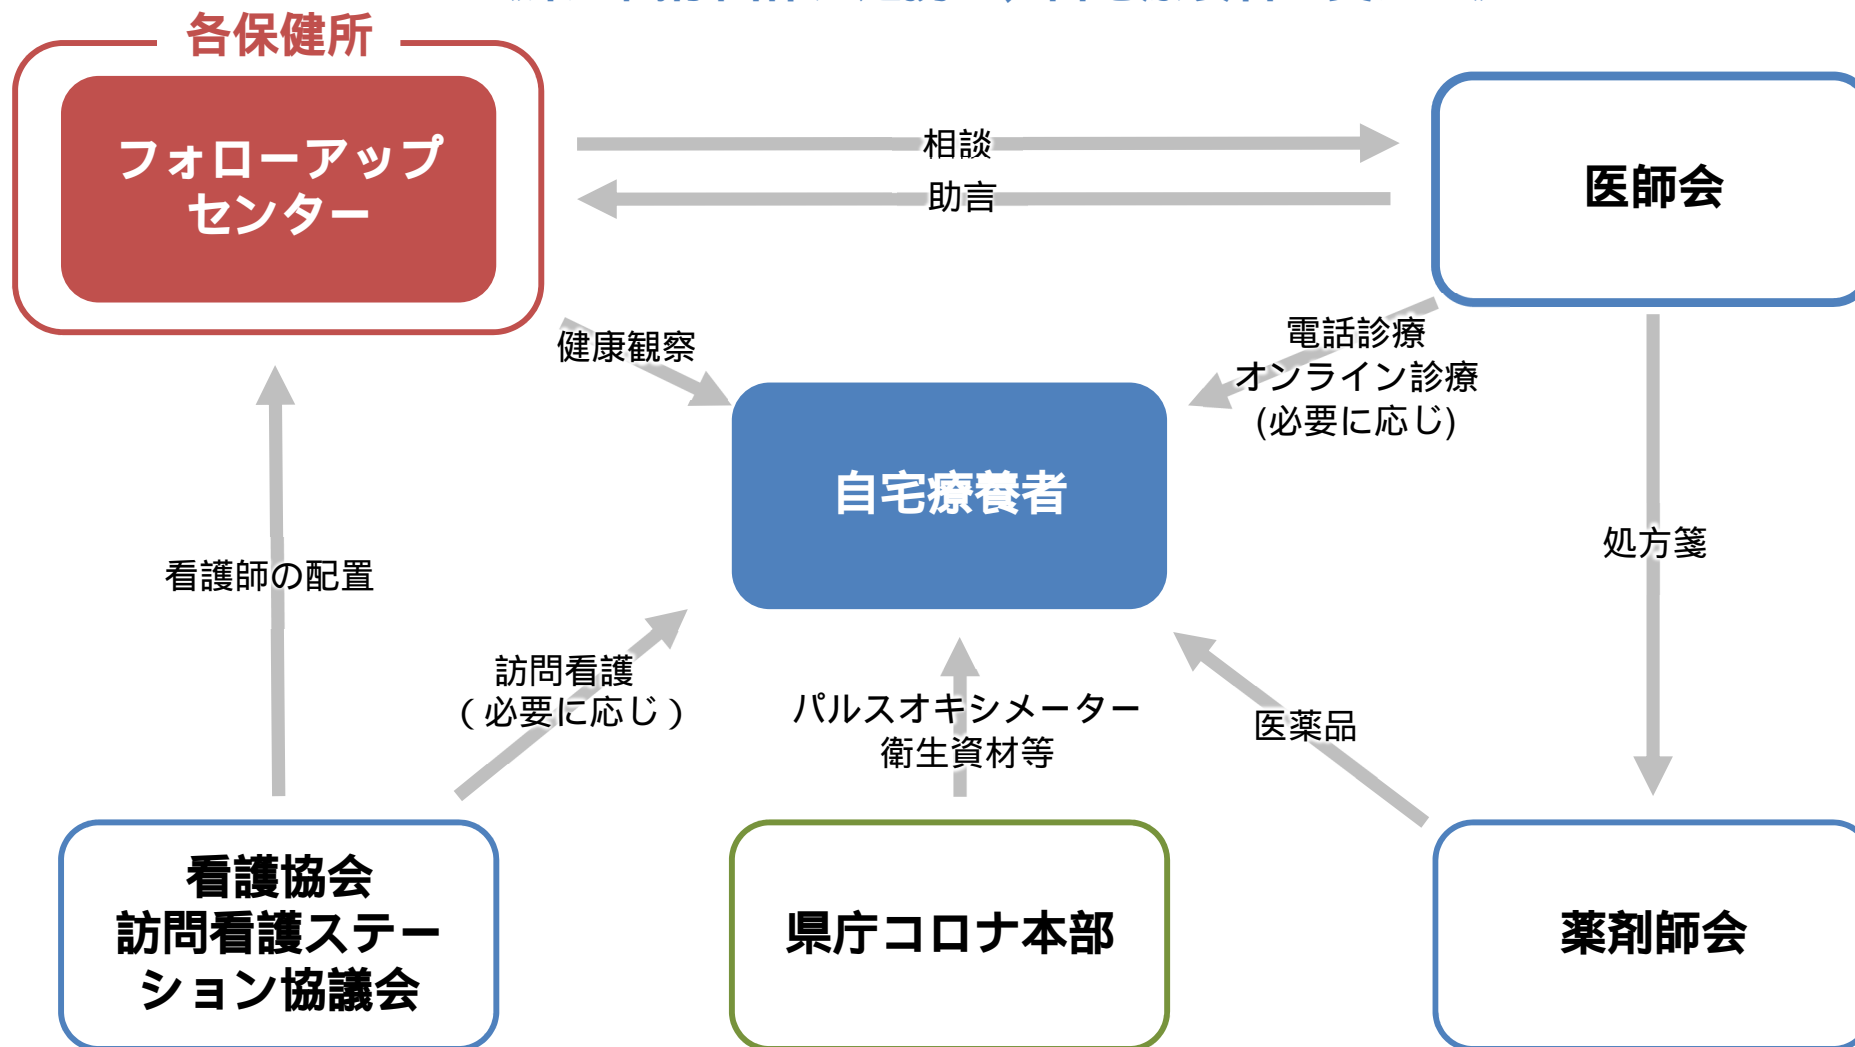 各保健所
フォローアップ
センター
相談
助言
医師会
健康観察
電話診療
オンライン診療
(必要に応じ)
自宅療養者
処方箋
看護師の配置
訪問看護
（必要に応じ）
パルスオキシメーター
衛生資材等
医薬品
看護協会
訪問看護ステー
ション協議会
県庁コロナ本部
薬剤師会